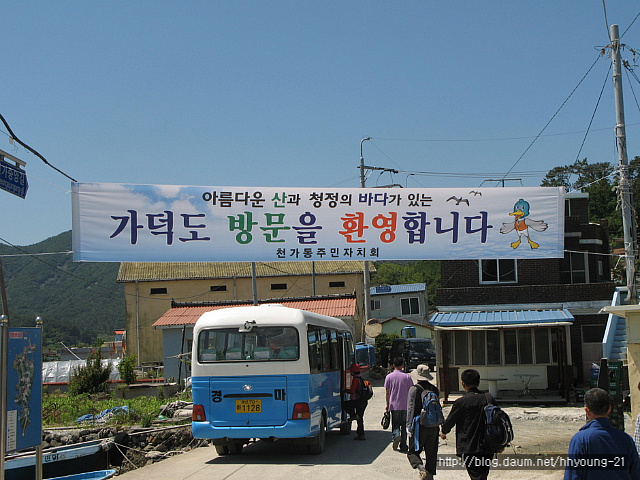 아름다운 산과 청정의 바다가 있는
가덕도 방문을 환영합니다
천가동주민자치회
경 마
1128
http://blog.daum.net/hhyoung-21